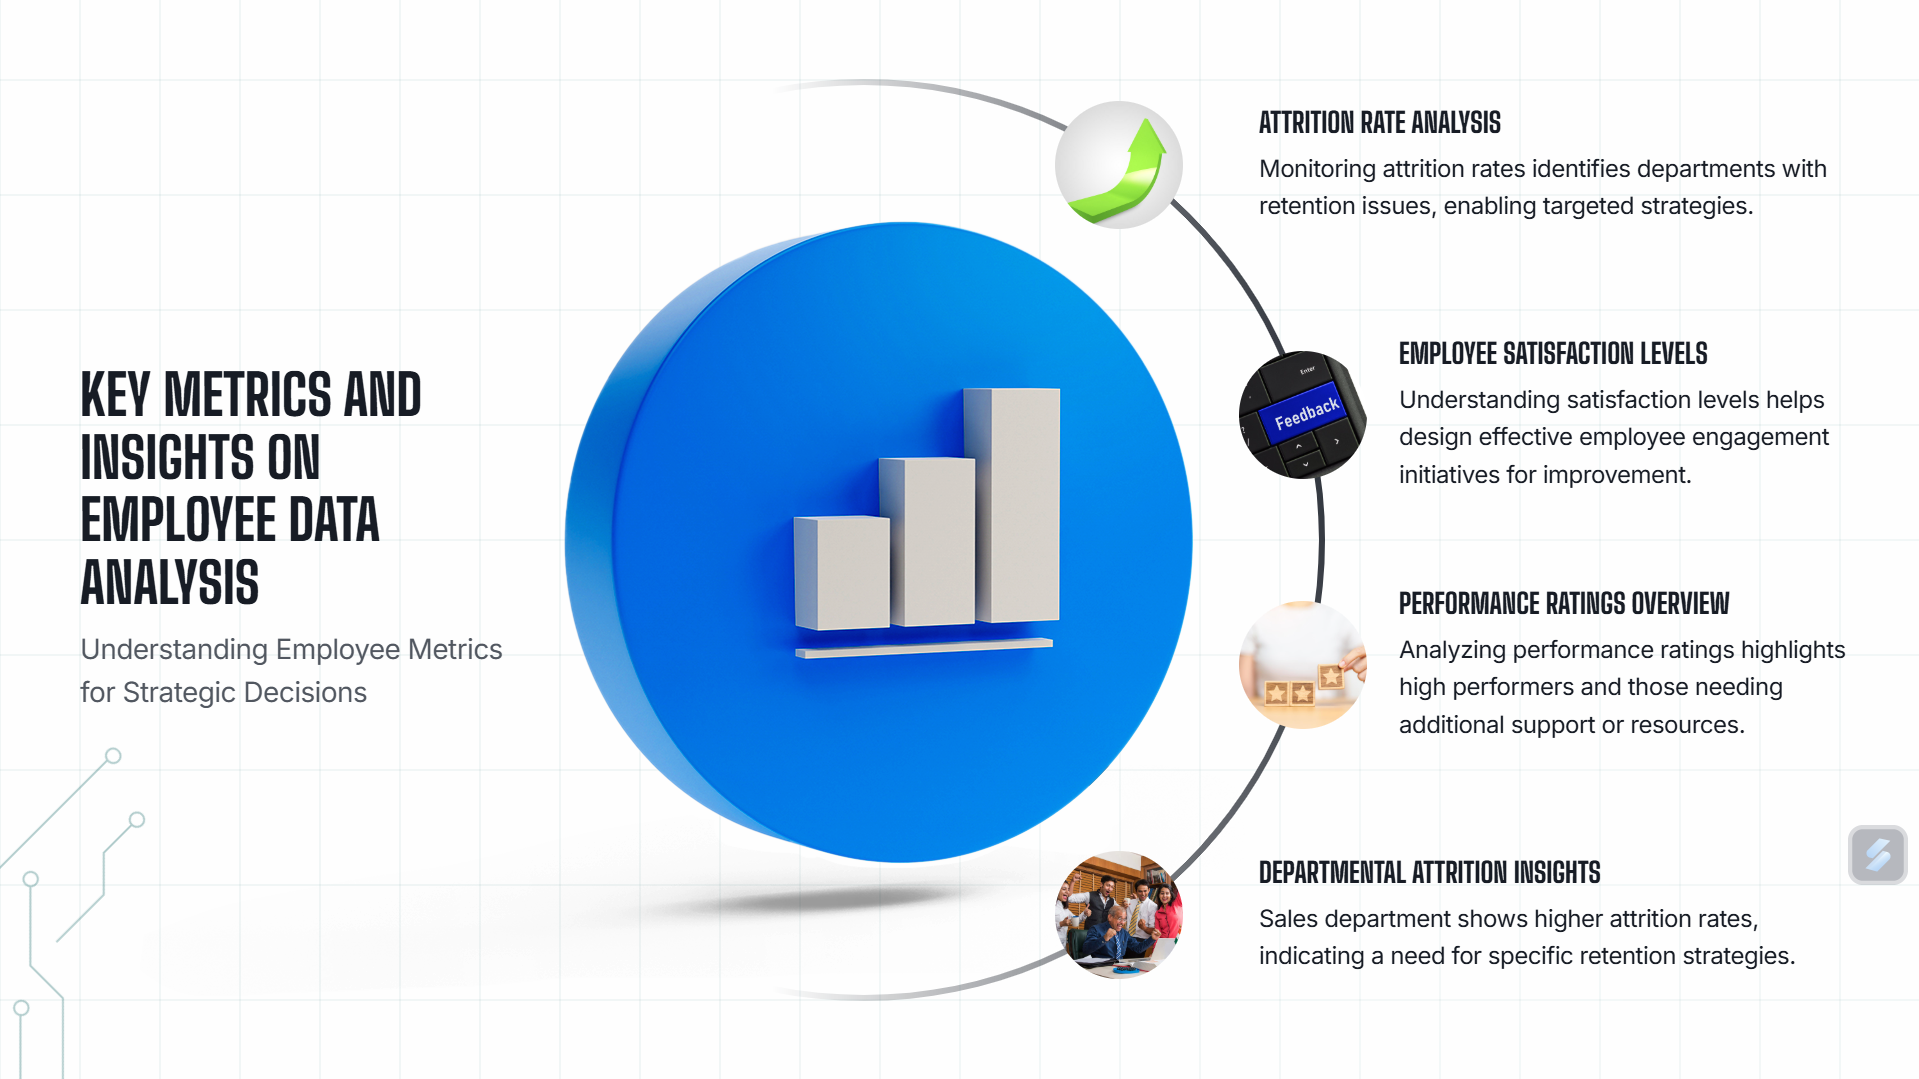 KEY METRICS AND
INSIGHTS ON
EMPLOYEE DATA
ANALYSIS
Understanding Employee Metrics
for Strategic Decisions
ATTRITION RATE ANALYSIS
Monitoring attrition rates identifies departments with
retention issues, enabling targeted strategies.
Enter
Feedback
EMPLOYEE SATISFACTION LEVELS
Understanding satisfaction levels helps
design effective employee engagement
initiatives for improvement.
PERFORMANCE RATINGS OVERVIEW
Analyzing performance ratings highlights
high performers and those needing
additional support or resources.
DEPARTMENTAL ATTRITION INSIGHTS
Sales department shows higher attrition rates,
indicating a need for specific retention strategies.